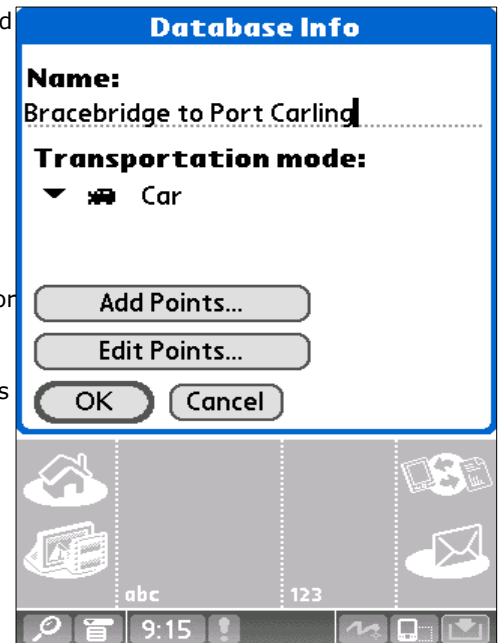 d
Database Info
Name:
Bracebridge to Port Carling
Transportation mode:
Car
or
Add Points...
Edit Points...
s
OK Cancel
abc 123
9:15